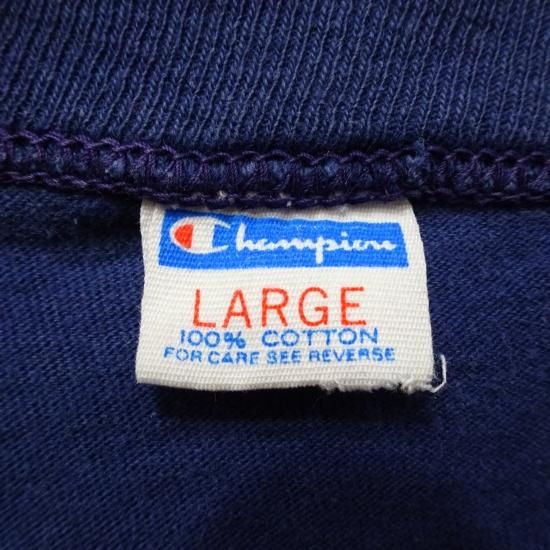 Champion
LARGE
100% COTTON
FOR CARE SEE REVERSE